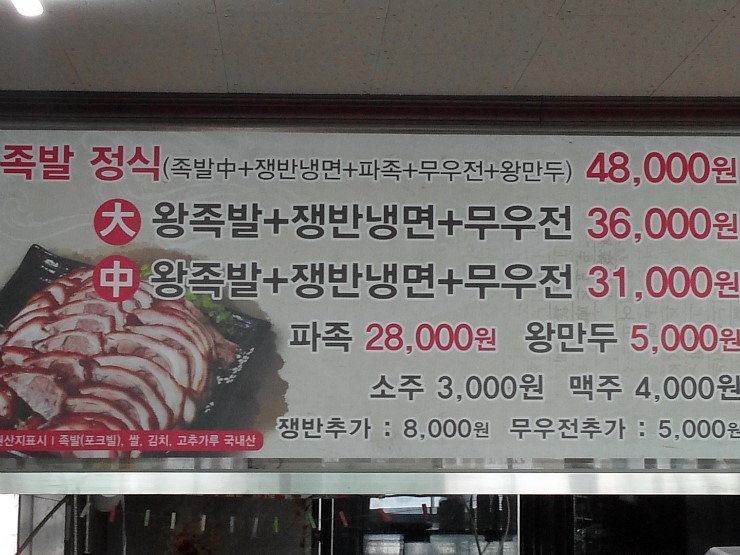 족발 정식(족발中+쟁반냉면+파족+무우전+왕만두) 48,000원
大 왕족발+쟁반냉면+무우전 36,000원
中 왕족발+쟁반냉면+무우전 31,000원
파족 28,000원 왕만두 5,000원
소주 3,000원 맥주 4,000원
쟁반추가 : 8,000원 무우전추가 : 5,000원
원산지표시 | 족발(포크빌), 쌀, 김치, 고추가루 국내산